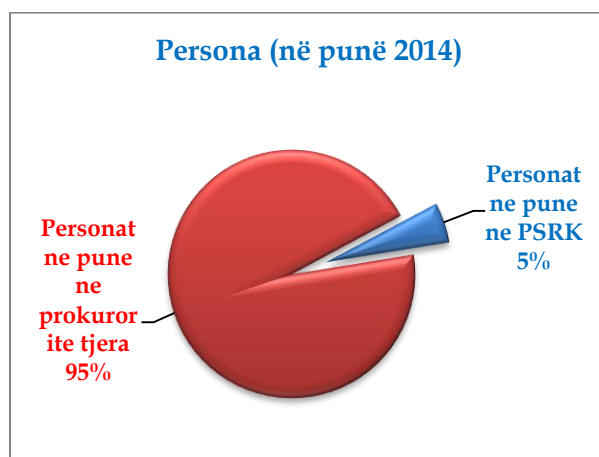 Persona (në punë 2014)
Personat
ne pune
ne PSRK
5%
Personat
ne pune
ne
prokuror
ite tjera
95%